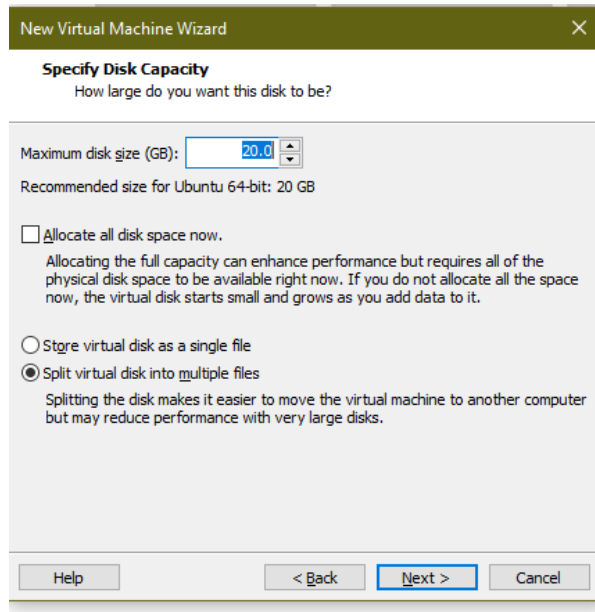 New Virtual Machine Wizard
Specify Disk Capacity
How large do you want this disk to be?
Maximum disk size (GB): 20.0
Recommended size for Ubuntu 64-bit: 20 GB
Allocate all disk space now.
Allocating the full capacity can enhance performance but requires all of the
physical disk space to be available right now. If you do not allocate all the space
now, the virtual disk starts small and grows as you add data to it.
Store virtual disk as a single file
Split virtual disk into multiple files
Splitting the disk makes it easier to move the virtual machine to another computer
but may reduce performance with very large disks.
Help < Back Next > Cancel